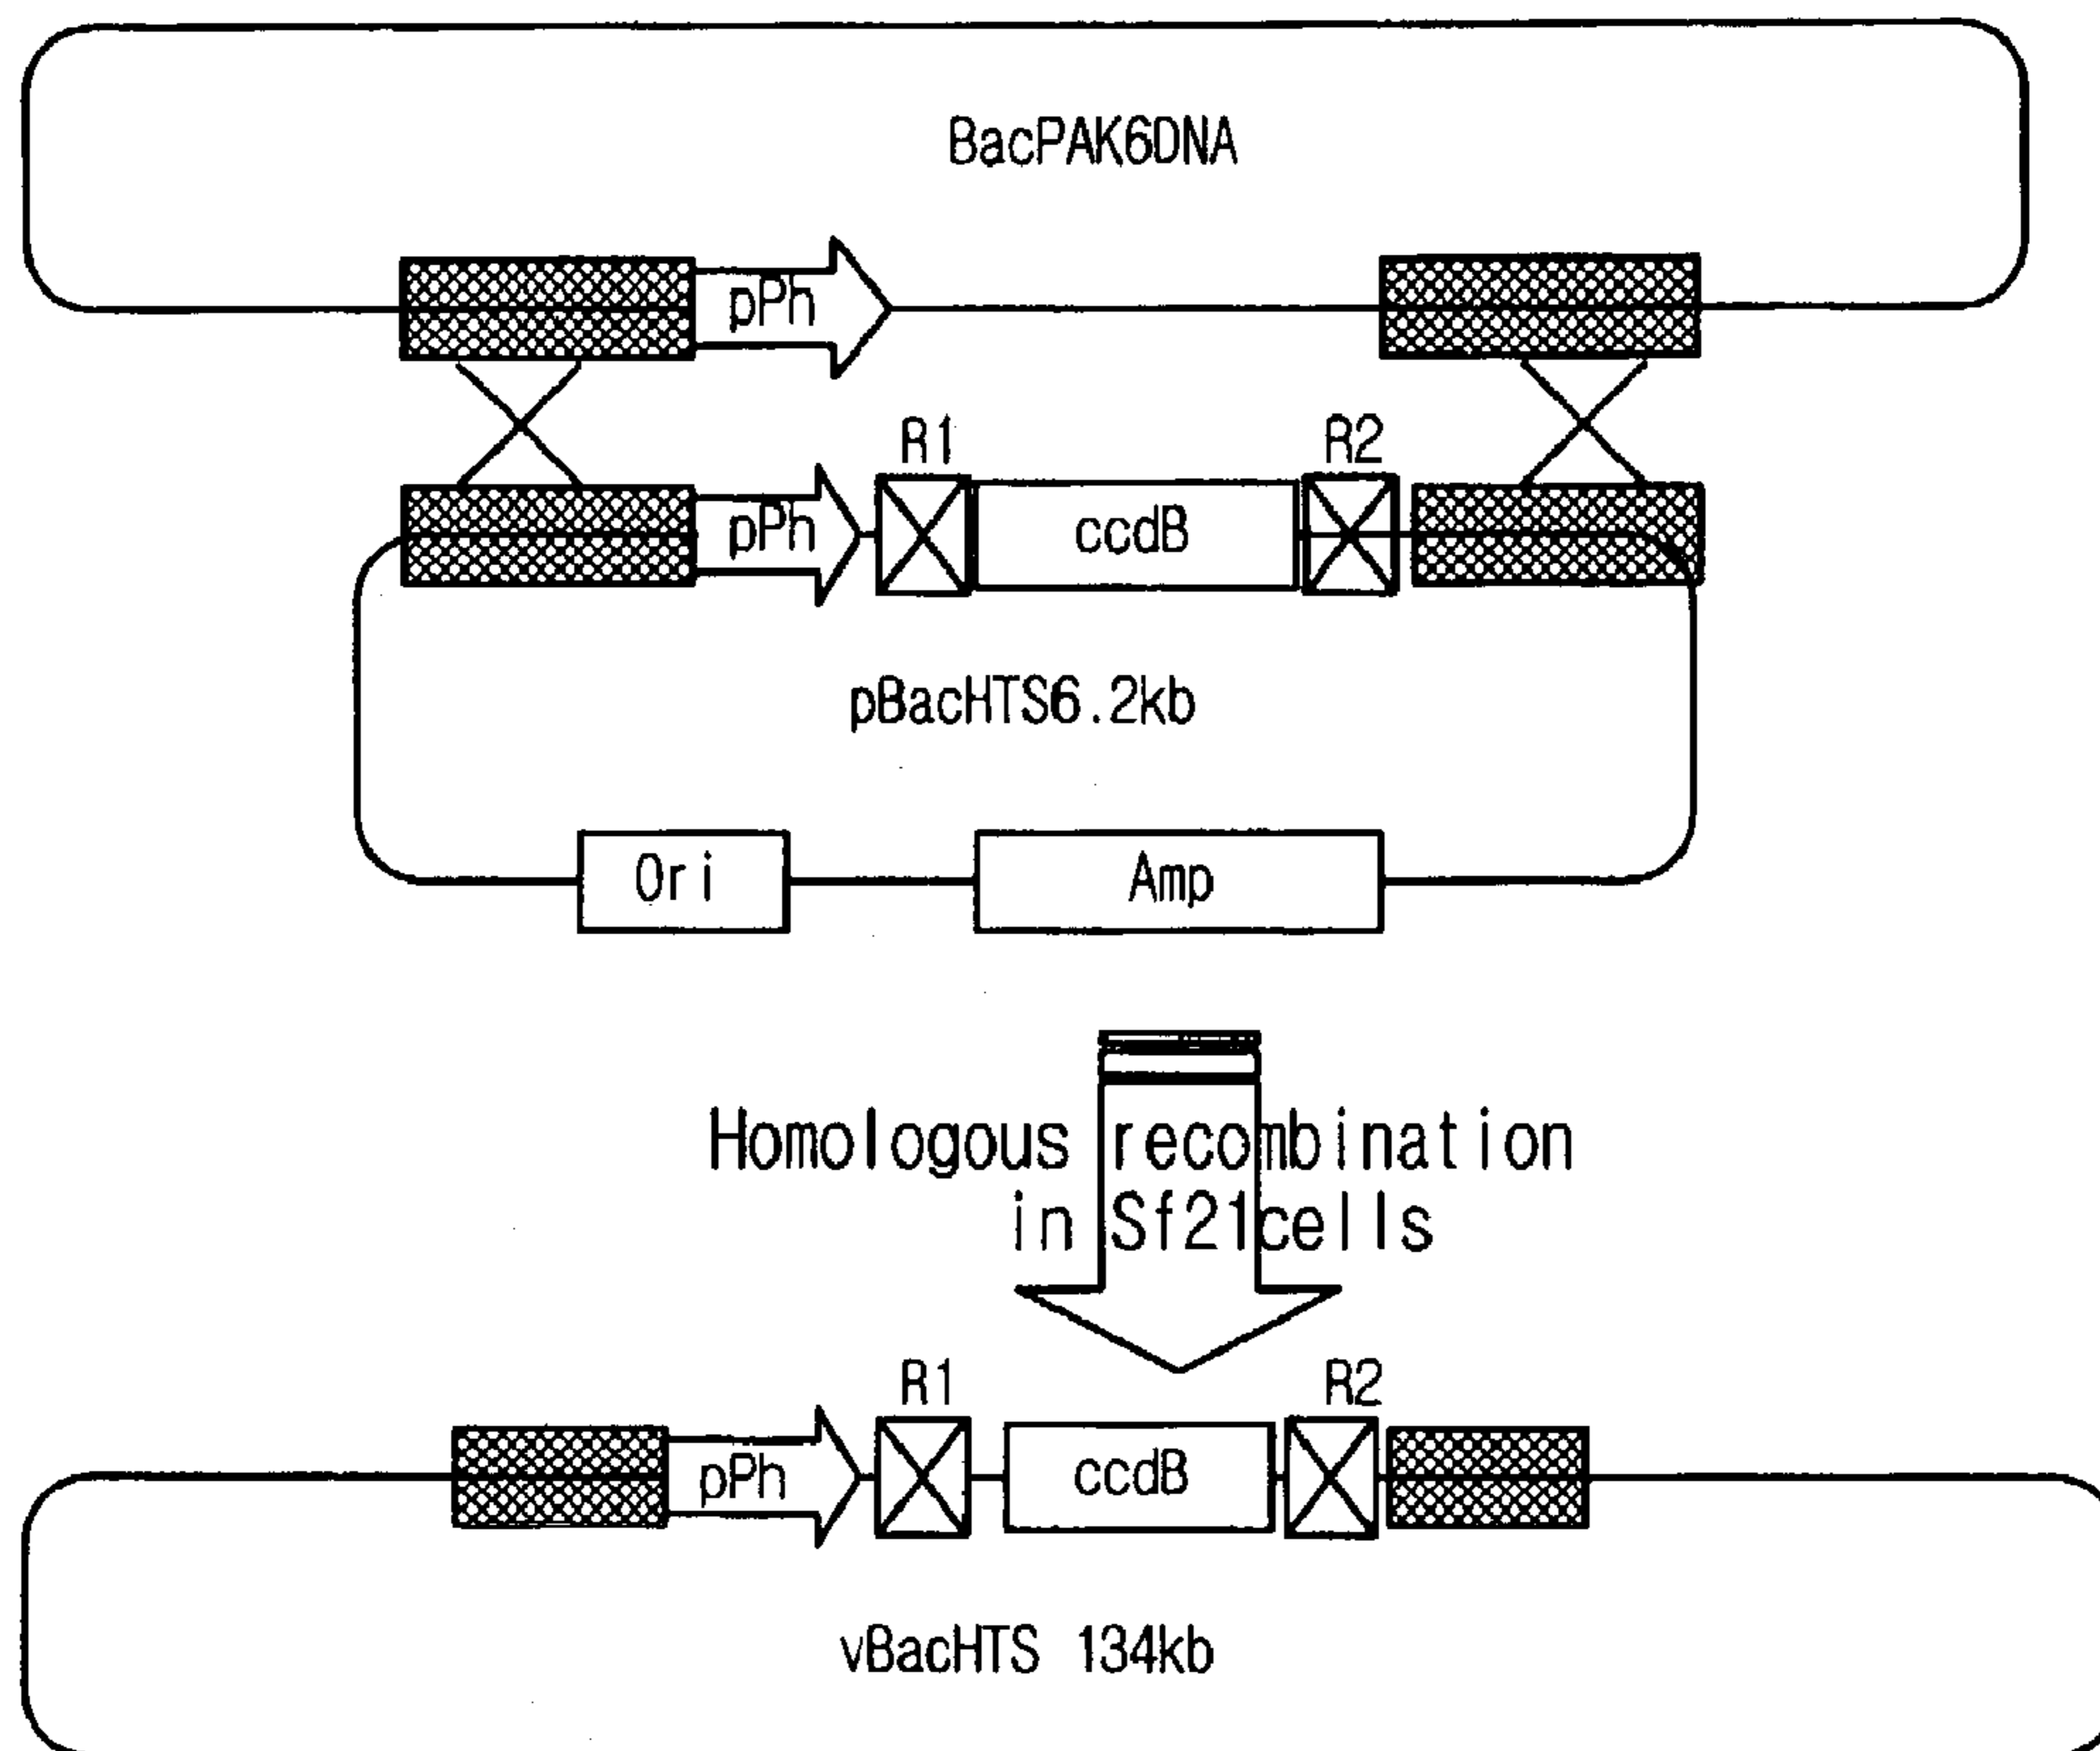 BacPAK6DNA
pPh
R1 R2
pPh ccdB
pBacHTS6.2kb
Ori Amp
Homologous recombination
in Sf21cells
R1 R2
pPh ccdB
vBacHTS 134kb